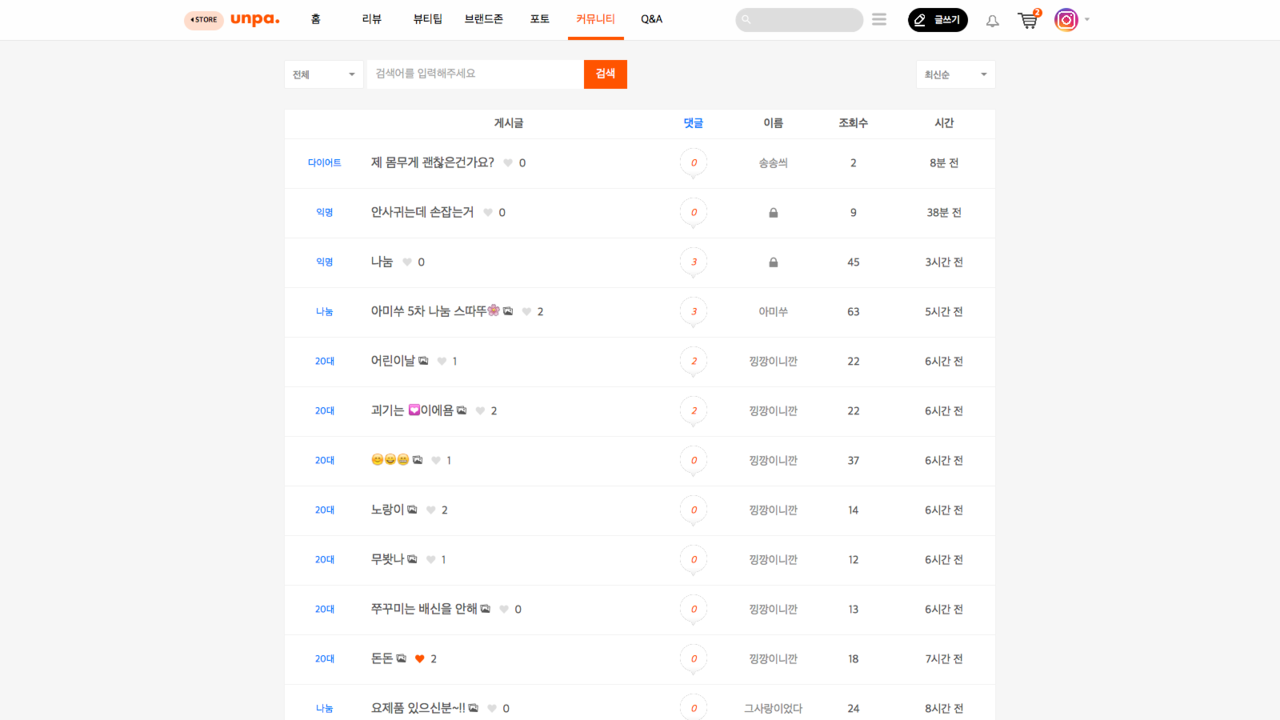 STORE unpa. 홈 리뷰 뷰티팁 브랜드존 포토 커뮤니티 Q&A 글쓰기 2
전체 검색어를 입력해주세요 검색 최신순
게시글 댓글 이름 조회수 시간
다이어트 제 몸무게 괜찮은건가요? 0 0 송송씌 2 8분 전
익명 안사귀는데 손잡는거 0 0 9 38분 전
익명 나눔 0 3 45 3시간 전
나눔 아미쑤 5차 나눔 스따뚜🌸 2 3 아미쑤 63 5시간 전
20대 어린이날 1 2 낑깡이니깐 22 6시간 전
20대 괴기는 💟이에욤 2 2 낑깡이니깐 22 6시간 전
20대 😊😄😁 1 0 낑깡이니깐 37 6시간 전
20대 노랑이 2 0 낑깡이니깐 14 6시간 전
20대 무봣나 1 0 낑깡이니깐 12 6시간 전
20대 쭈꾸미는 배신을 안해 0 0 낑깡이니깐 13 6시간 전
20대 돈돈 2 0 낑깡이니깐 18 7시간 전
나눔 요제품 있으신분~!! 0 0 그사랑이었다 24 8시간 전